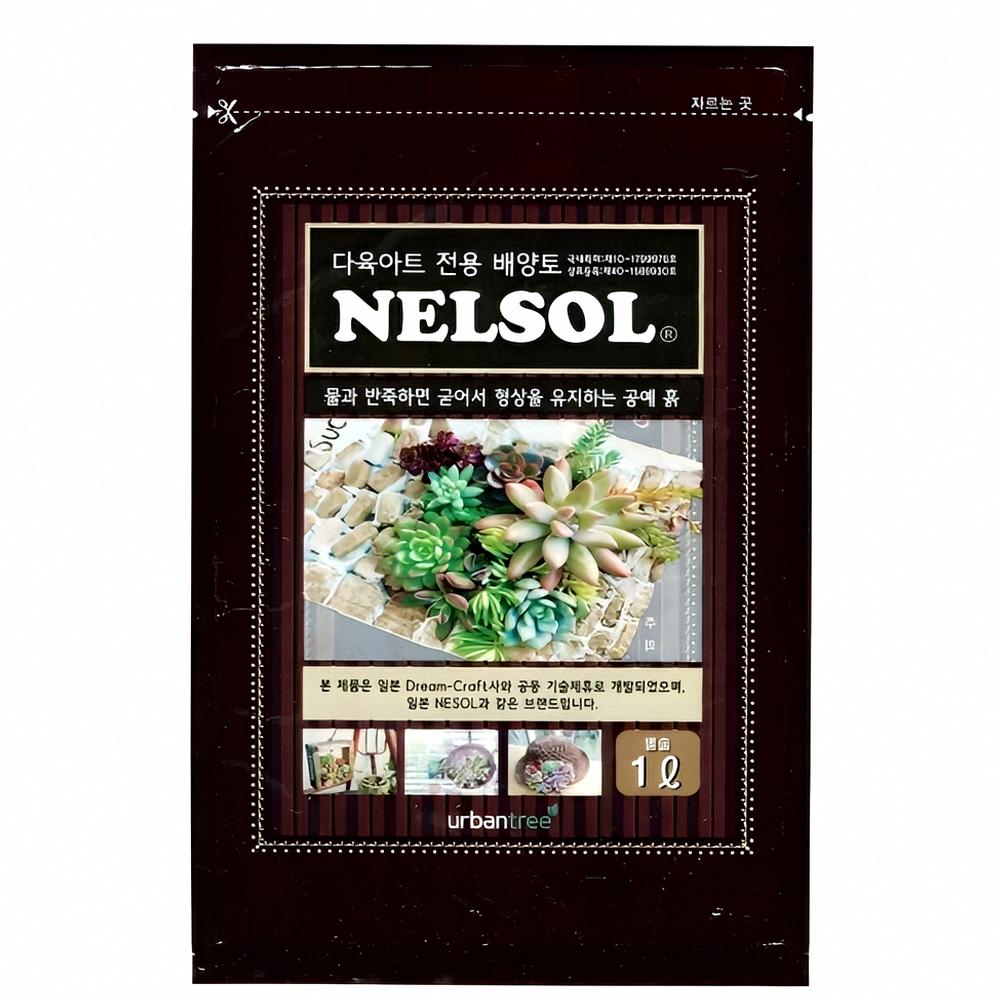 자르는 곳
다육아트 전용 배양토
NELSOL®
물과 반죽하면 굳어서 형상을 유지하는 공예 흙
본 제품은 일본 Dream-Craft사와 공동 기술제휴로 개발되었으며,
일본 NESOL과 같은 브랜드입니다.
1ℓ
urbantree